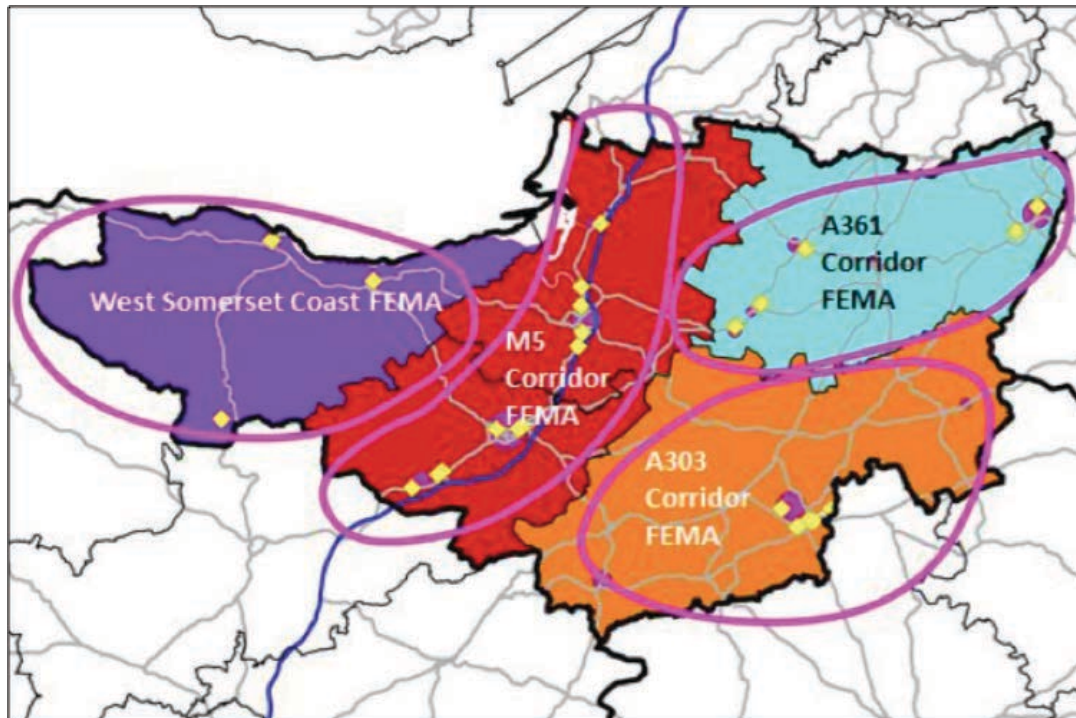 West Somerset Coast FEMA
M5
Corridor
FEMA
A361
Corridor
FEMA
A303
Corridor
FEMA